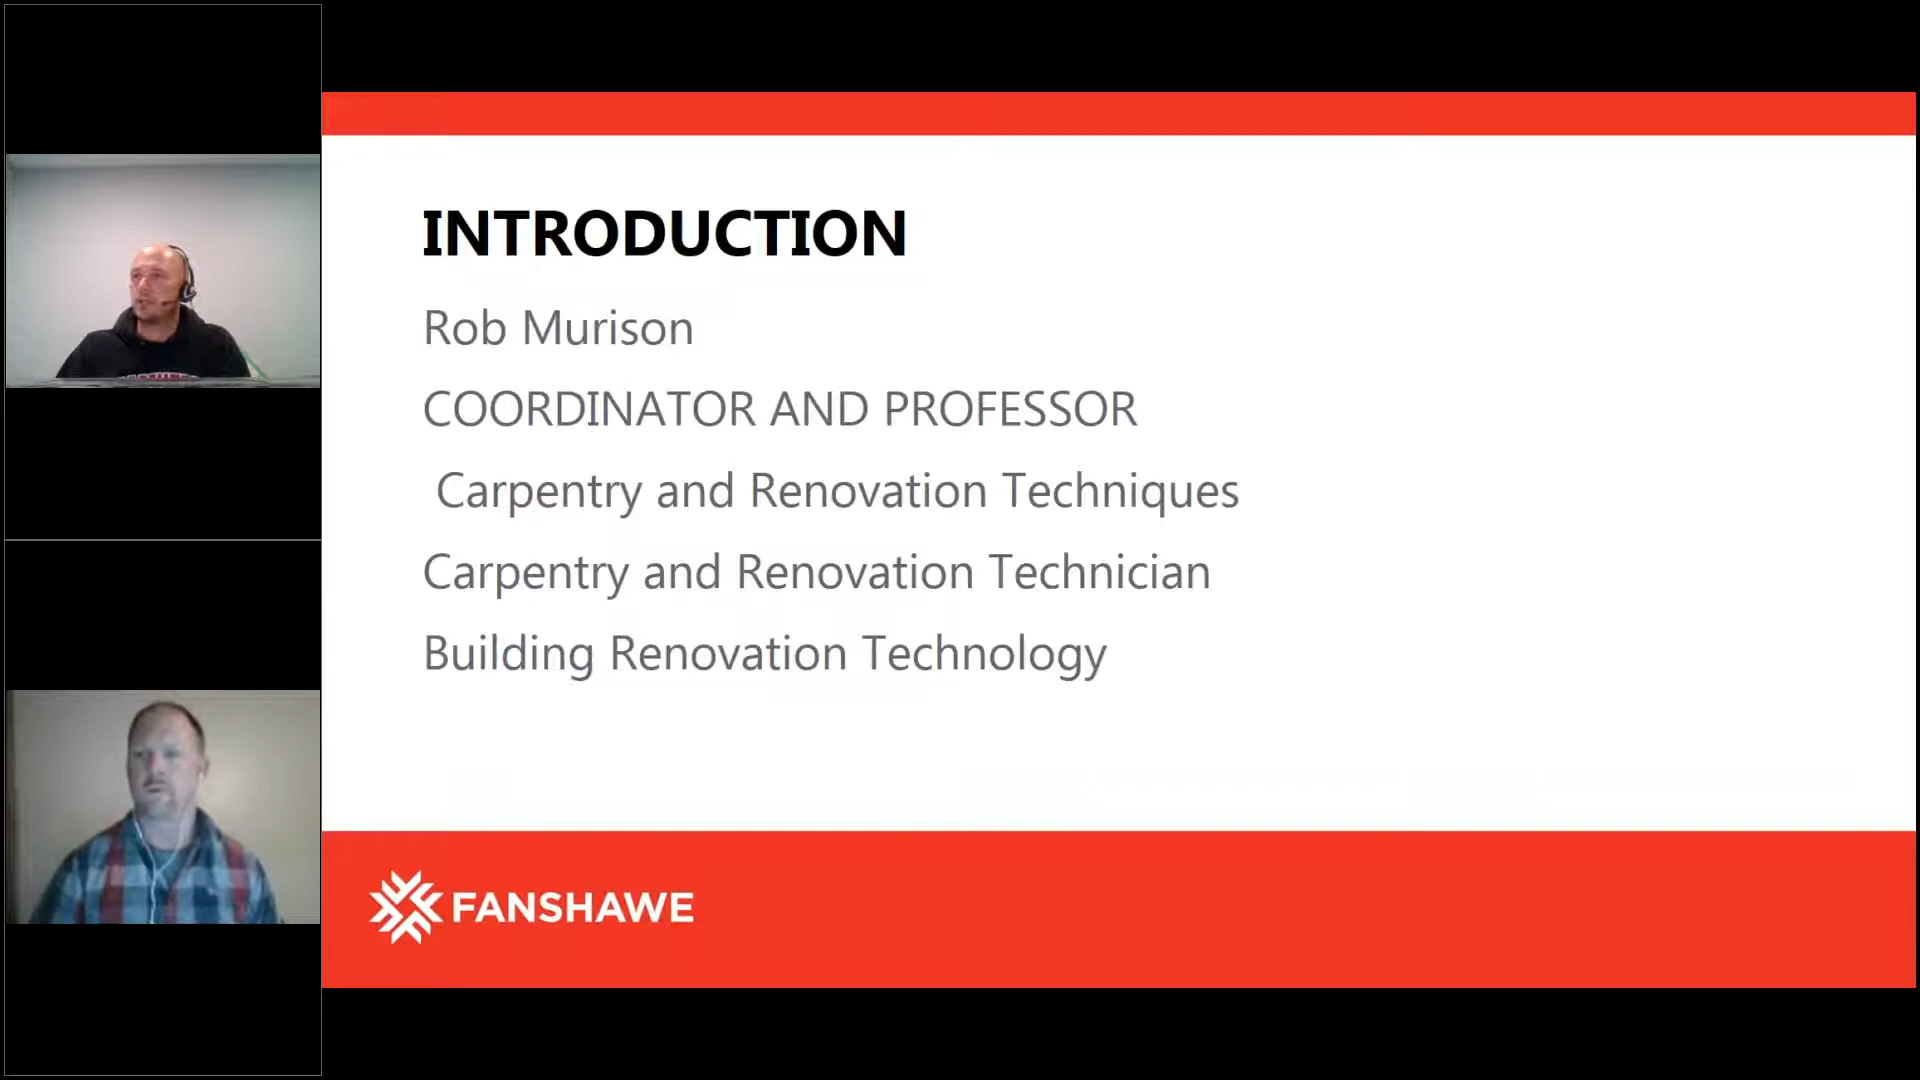 INTRODUCTION
Rob Murison
COORDINATOR AND PROFESSOR
Carpentry and Renovation Techniques
Carpentry and Renovation Technician
Building Renovation Technology
FANSHAWE